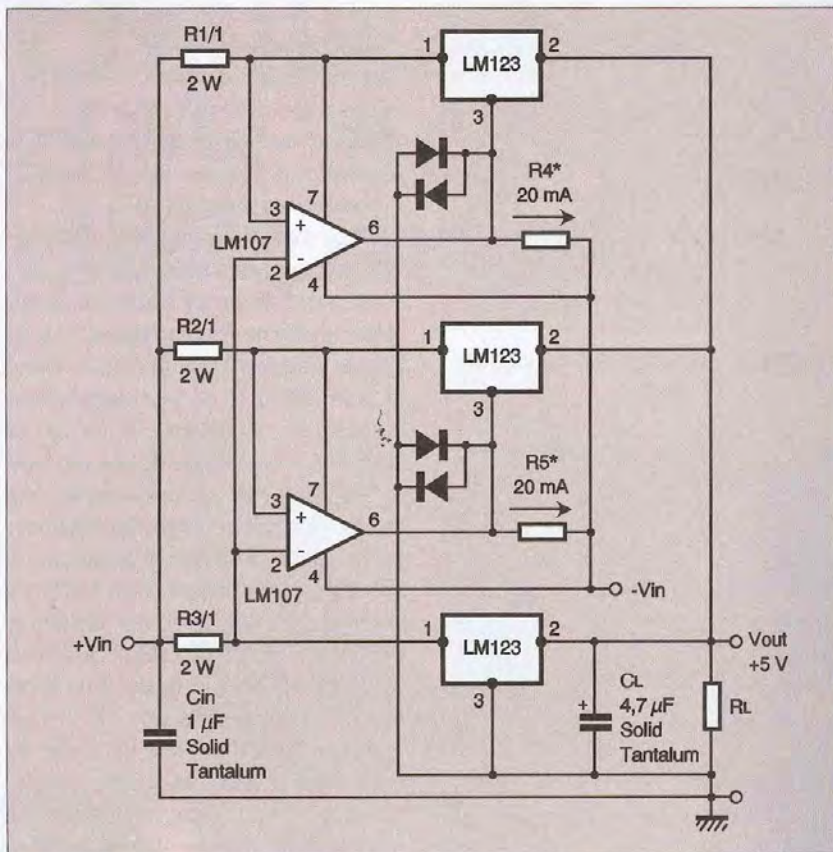 R1/1
2 W
1
LM123
2
3
R4*
20 mA
3
+
7
6
LM107
-
2
4
R2/1
2 W
1
LM123
2
3
R5*
20 mA
3
+
7
6
-
2
4
LM107
-Vin
+Vin
R3/1
2 W
1
LM123
2
3
Vout
+5 V
Cin
1 µF
Solid
Tantalum
+
CL
4,7 µF
Solid
Tantalum
RL